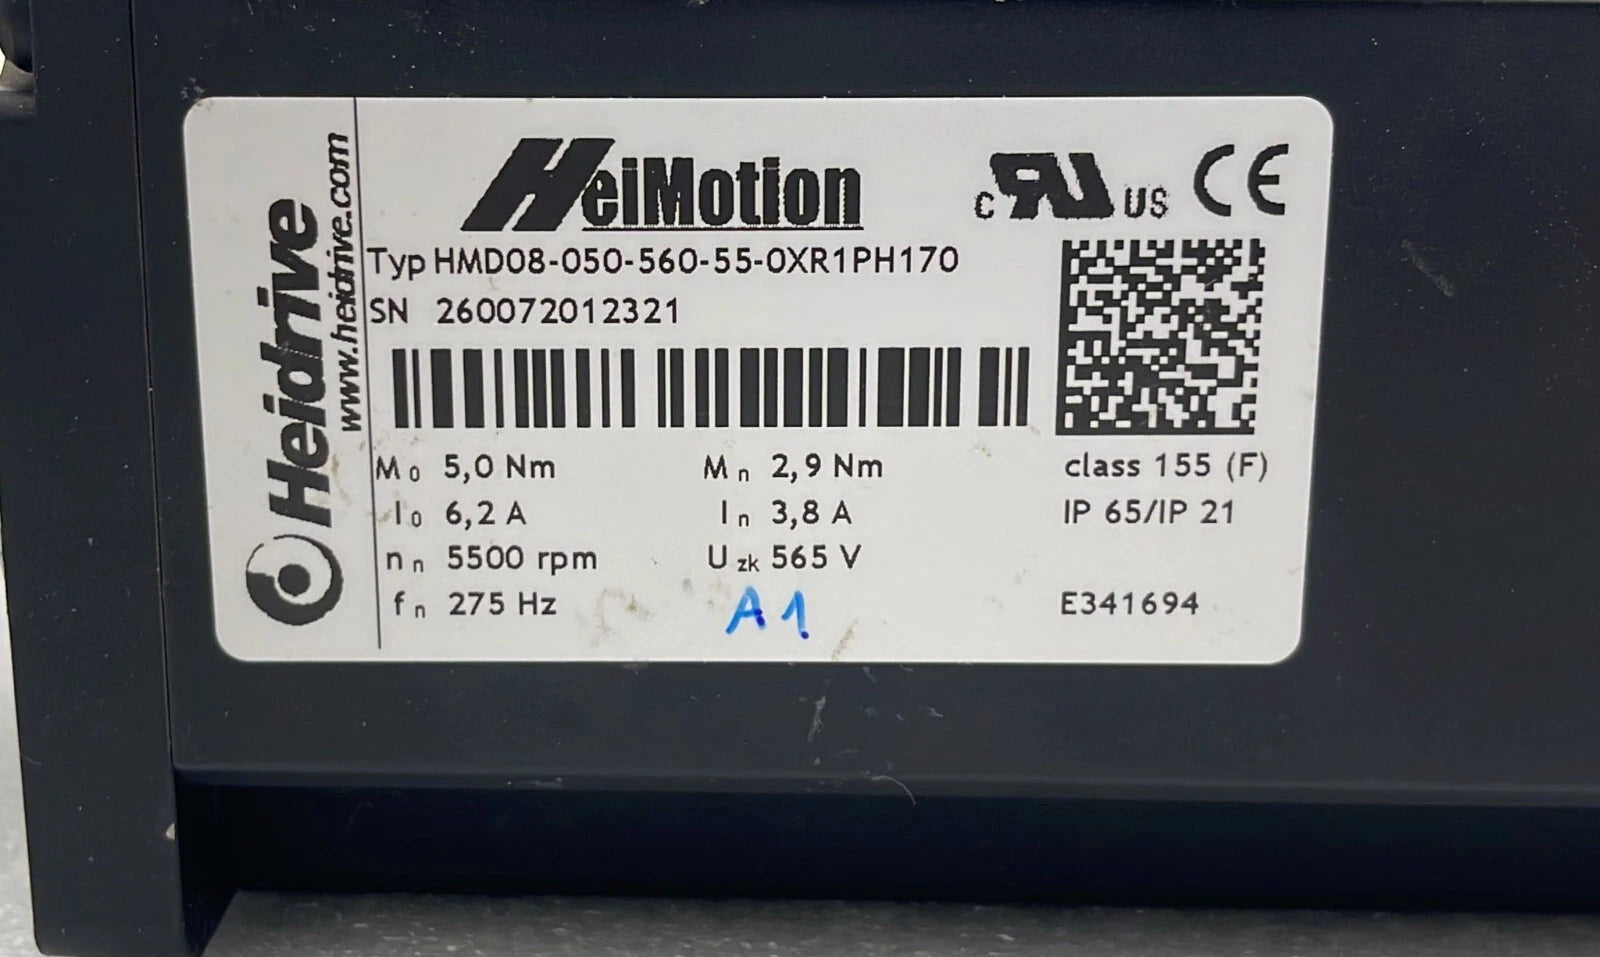 Heidrive
www.heidrive.com
HeiMotion
c RU US CE
Typ HMD08-050-560-55-0XR1PH170
SN 260072012321
M0 5,0 Nm Mn 2,9 Nm class 155 (F)
I0 6,2 A In 3,8 A IP 65/IP 21
nn 5500 rpm Uzk 565 V
fn 275 Hz A1 E341694